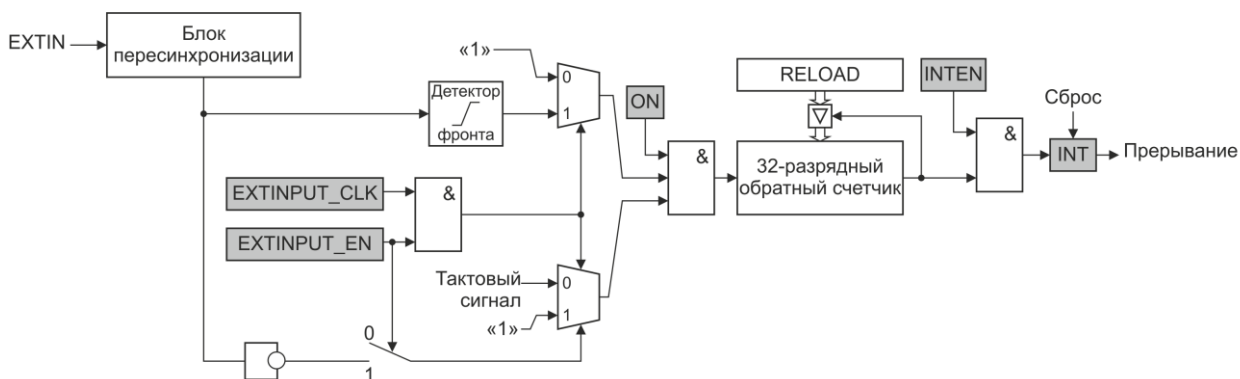 EXTIN
Блок
пересинхронизации
«1»
0
1
Детектор
фронта
ON
RELOAD
INTEN
Сброс
&
&
32-разрядный
обратный счетчик
INT
Прерывание
EXTINPUT_CLK
&
EXTINPUT_EN
Тактовый
сигнал
0
1
«1»
0
1